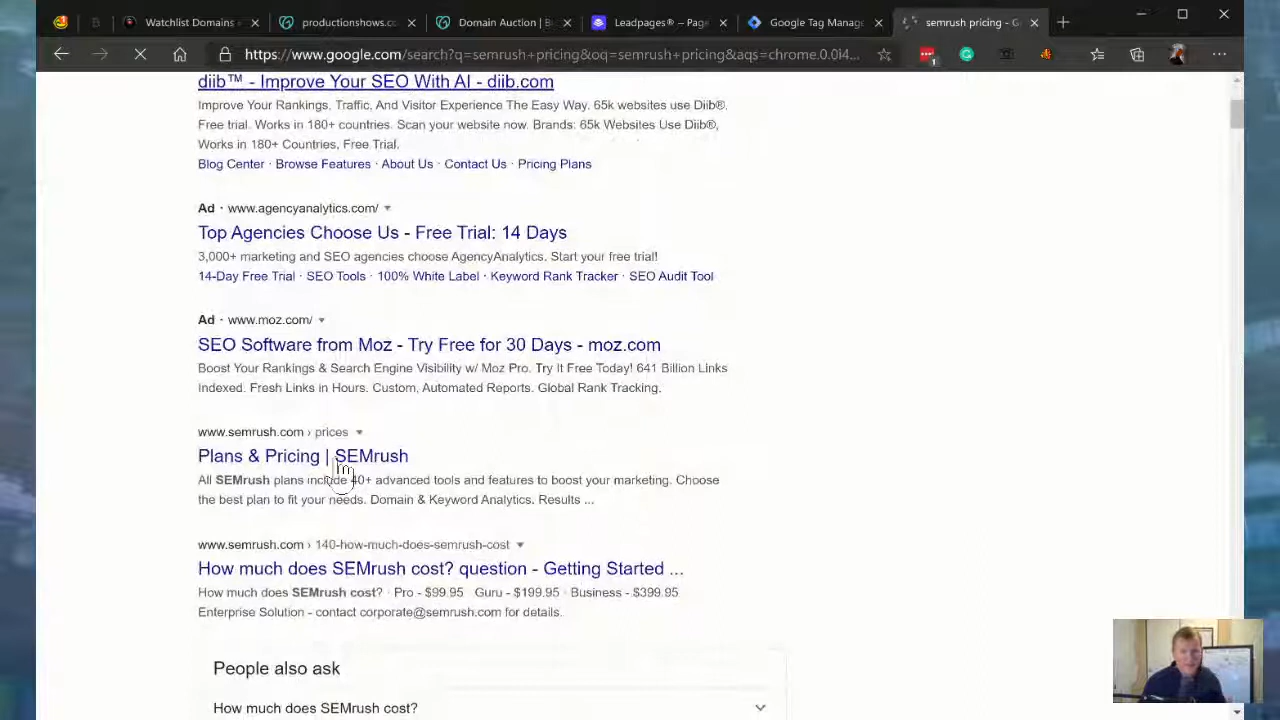 Watchlist Domains
productionshows.co
Domain Auction | B
Leadpages® – Page
Google Tag Manag
semrush pricing - G
https://www.google.com/search?q=semrush+pricing&oq=semrush+pricing&aqs=chrome.0.0i4...
1
diib™ - Improve Your SEO With AI - diib.com
Improve Your Rankings, Traffic, And Visitor Experience The Easy Way. 65k websites use Diib®,
Free trial. Works in 180+ countries. Scan your website now. Brands: 65k Websites Use Diib®,
Works in 180+ Countries, Free Trial.
Blog Center · Browse Features · About Us · Contact Us · Pricing Plans
Ad · www.agencyanalytics.com/
Top Agencies Choose Us - Free Trial: 14 Days
3,000+ marketing and SEO agencies choose AgencyAnalytics. Start your free trial!
14-Day Free Trial · SEO Tools · 100% White Label · Keyword Rank Tracker · SEO Audit Tool
Ad · www.moz.com/
SEO Software from Moz - Try Free for 30 Days - moz.com
Boost Your Rankings & Search Engine Visibility w/ Moz Pro. Try It Free Today! 641 Billion Links
Indexed. Fresh Links in Hours. Custom, Automated Reports. Global Rank Tracking.
www.semrush.com › prices
Plans & Pricing | SEMrush
All SEMrush plans include 40+ advanced tools and features to boost your marketing. Choose
the best plan to fit your needs. Domain & Keyword Analytics. Results ...
www.semrush.com › 140-how-much-does-semrush-cost
How much does SEMrush cost? question - Getting Started ...
How much does SEMrush cost? · Pro - $99.95 Guru - $199.95 · Business - $399.95
Enterprise Solution - contact corporate@semrush.com for details.
People also ask
How much does SEMrush cost?